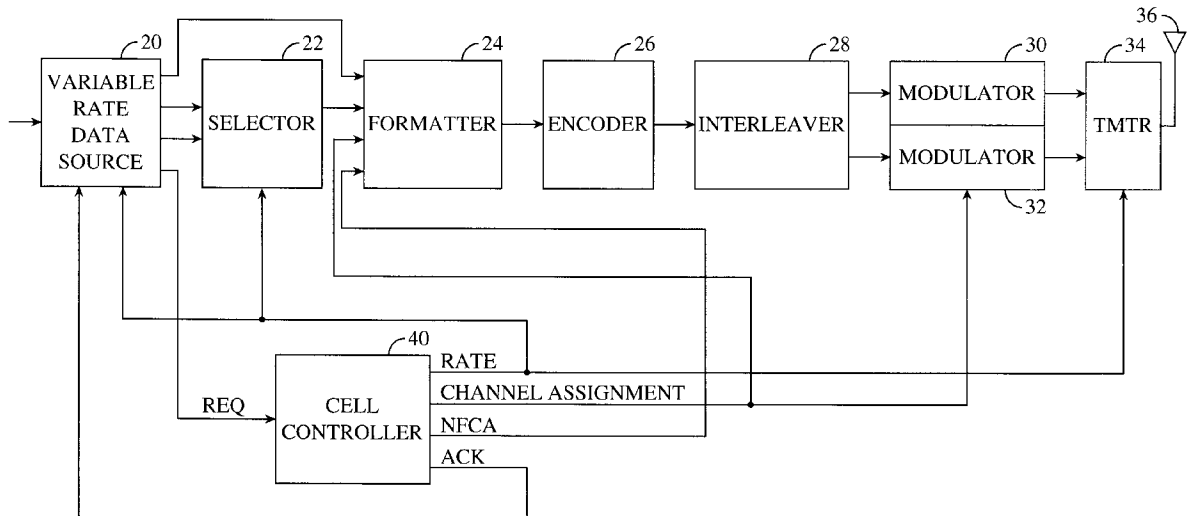 20
VARIABLE
RATE
DATA
SOURCE
22
SELECTOR
24
FORMATTER
26
ENCODER
28
INTERLEAVER
30
MODULATOR
MODULATOR
32
34
TMTR
36
40
CELL
CONTROLLER
REQ
RATE
CHANNEL ASSIGNMENT
NFCA
ACK